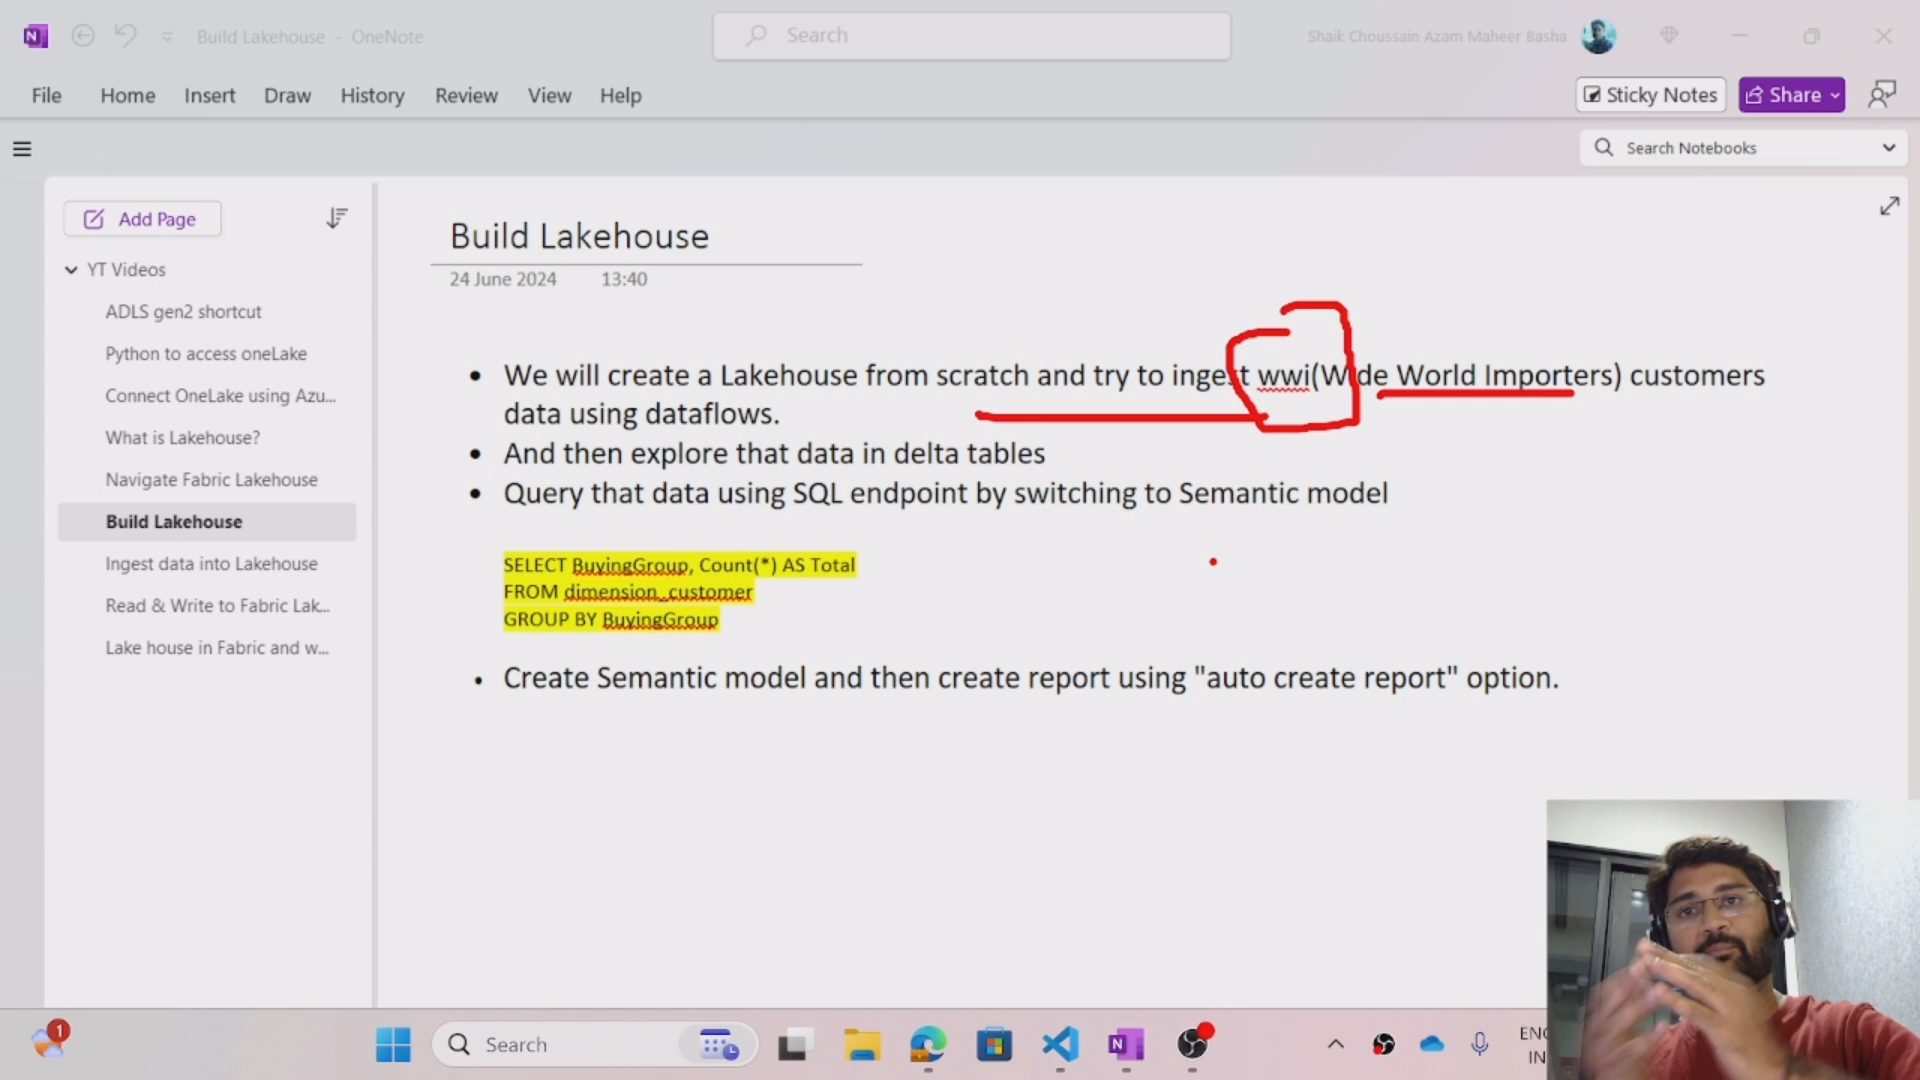 Build Lakehouse - OneNote
Search
Shaik Choussain Azam Maheer Basha
File Home Insert Draw History Review View Help
Sticky Notes
Share
Search Notebooks
Add Page
YT Videos
ADLS gen2 shortcut
Python to access oneLake
Connect OneLake using Azu...
What is Lakehouse?
Navigate Fabric Lakehouse
Build Lakehouse
Ingest data into Lakehouse
Read & Write to Fabric Lak...
Lake house in Fabric and w...
Build Lakehouse
24 June 2024 13:40
• We will create a Lakehouse from scratch and try to ingest wwi(Wide World Importers) customers
data using dataflows.
• And then explore that data in delta tables
• Query that data using SQL endpoint by switching to Semantic model
SELECT BuyingGroup, Count(*) AS Total
FROM dimension_customer
GROUP BY BuyingGroup
• Create Semantic model and then create report using "auto create report" option.
1
Search
ENG
IN